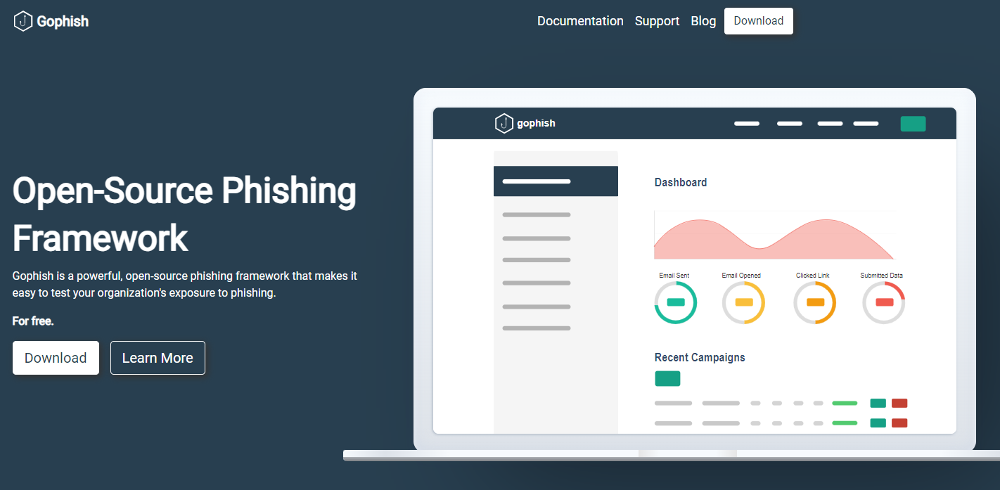 Gophish
Documentation Support Blog Download
gophish
Dashboard
Email Sent Email Opened Clicked Link Submitted Data
Recent Campaigns
Open-Source Phishing
Framework
Gophish is a powerful, open-source phishing framework that makes it
easy to test your organization's exposure to phishing.
For free.
Download Learn More